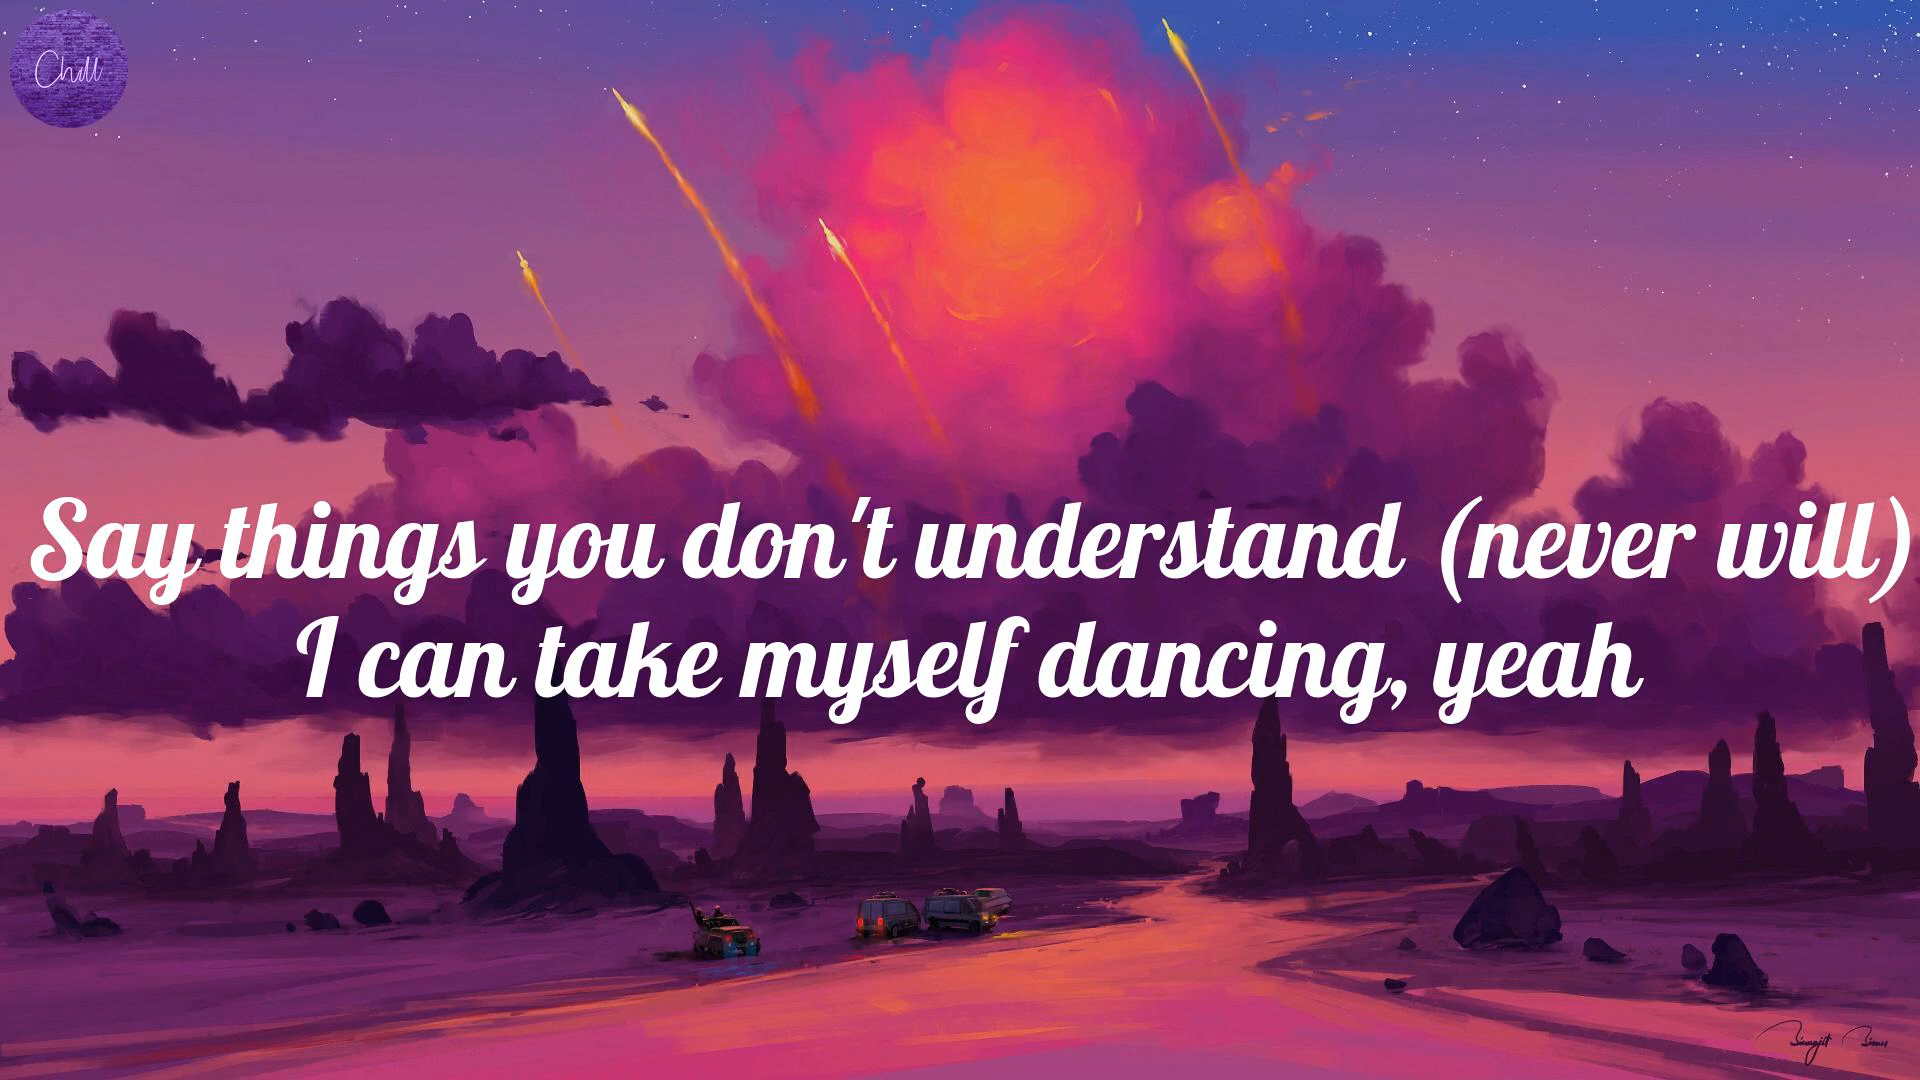 Chill
Say things you don't understand (never will)
I can take myself dancing, yeah